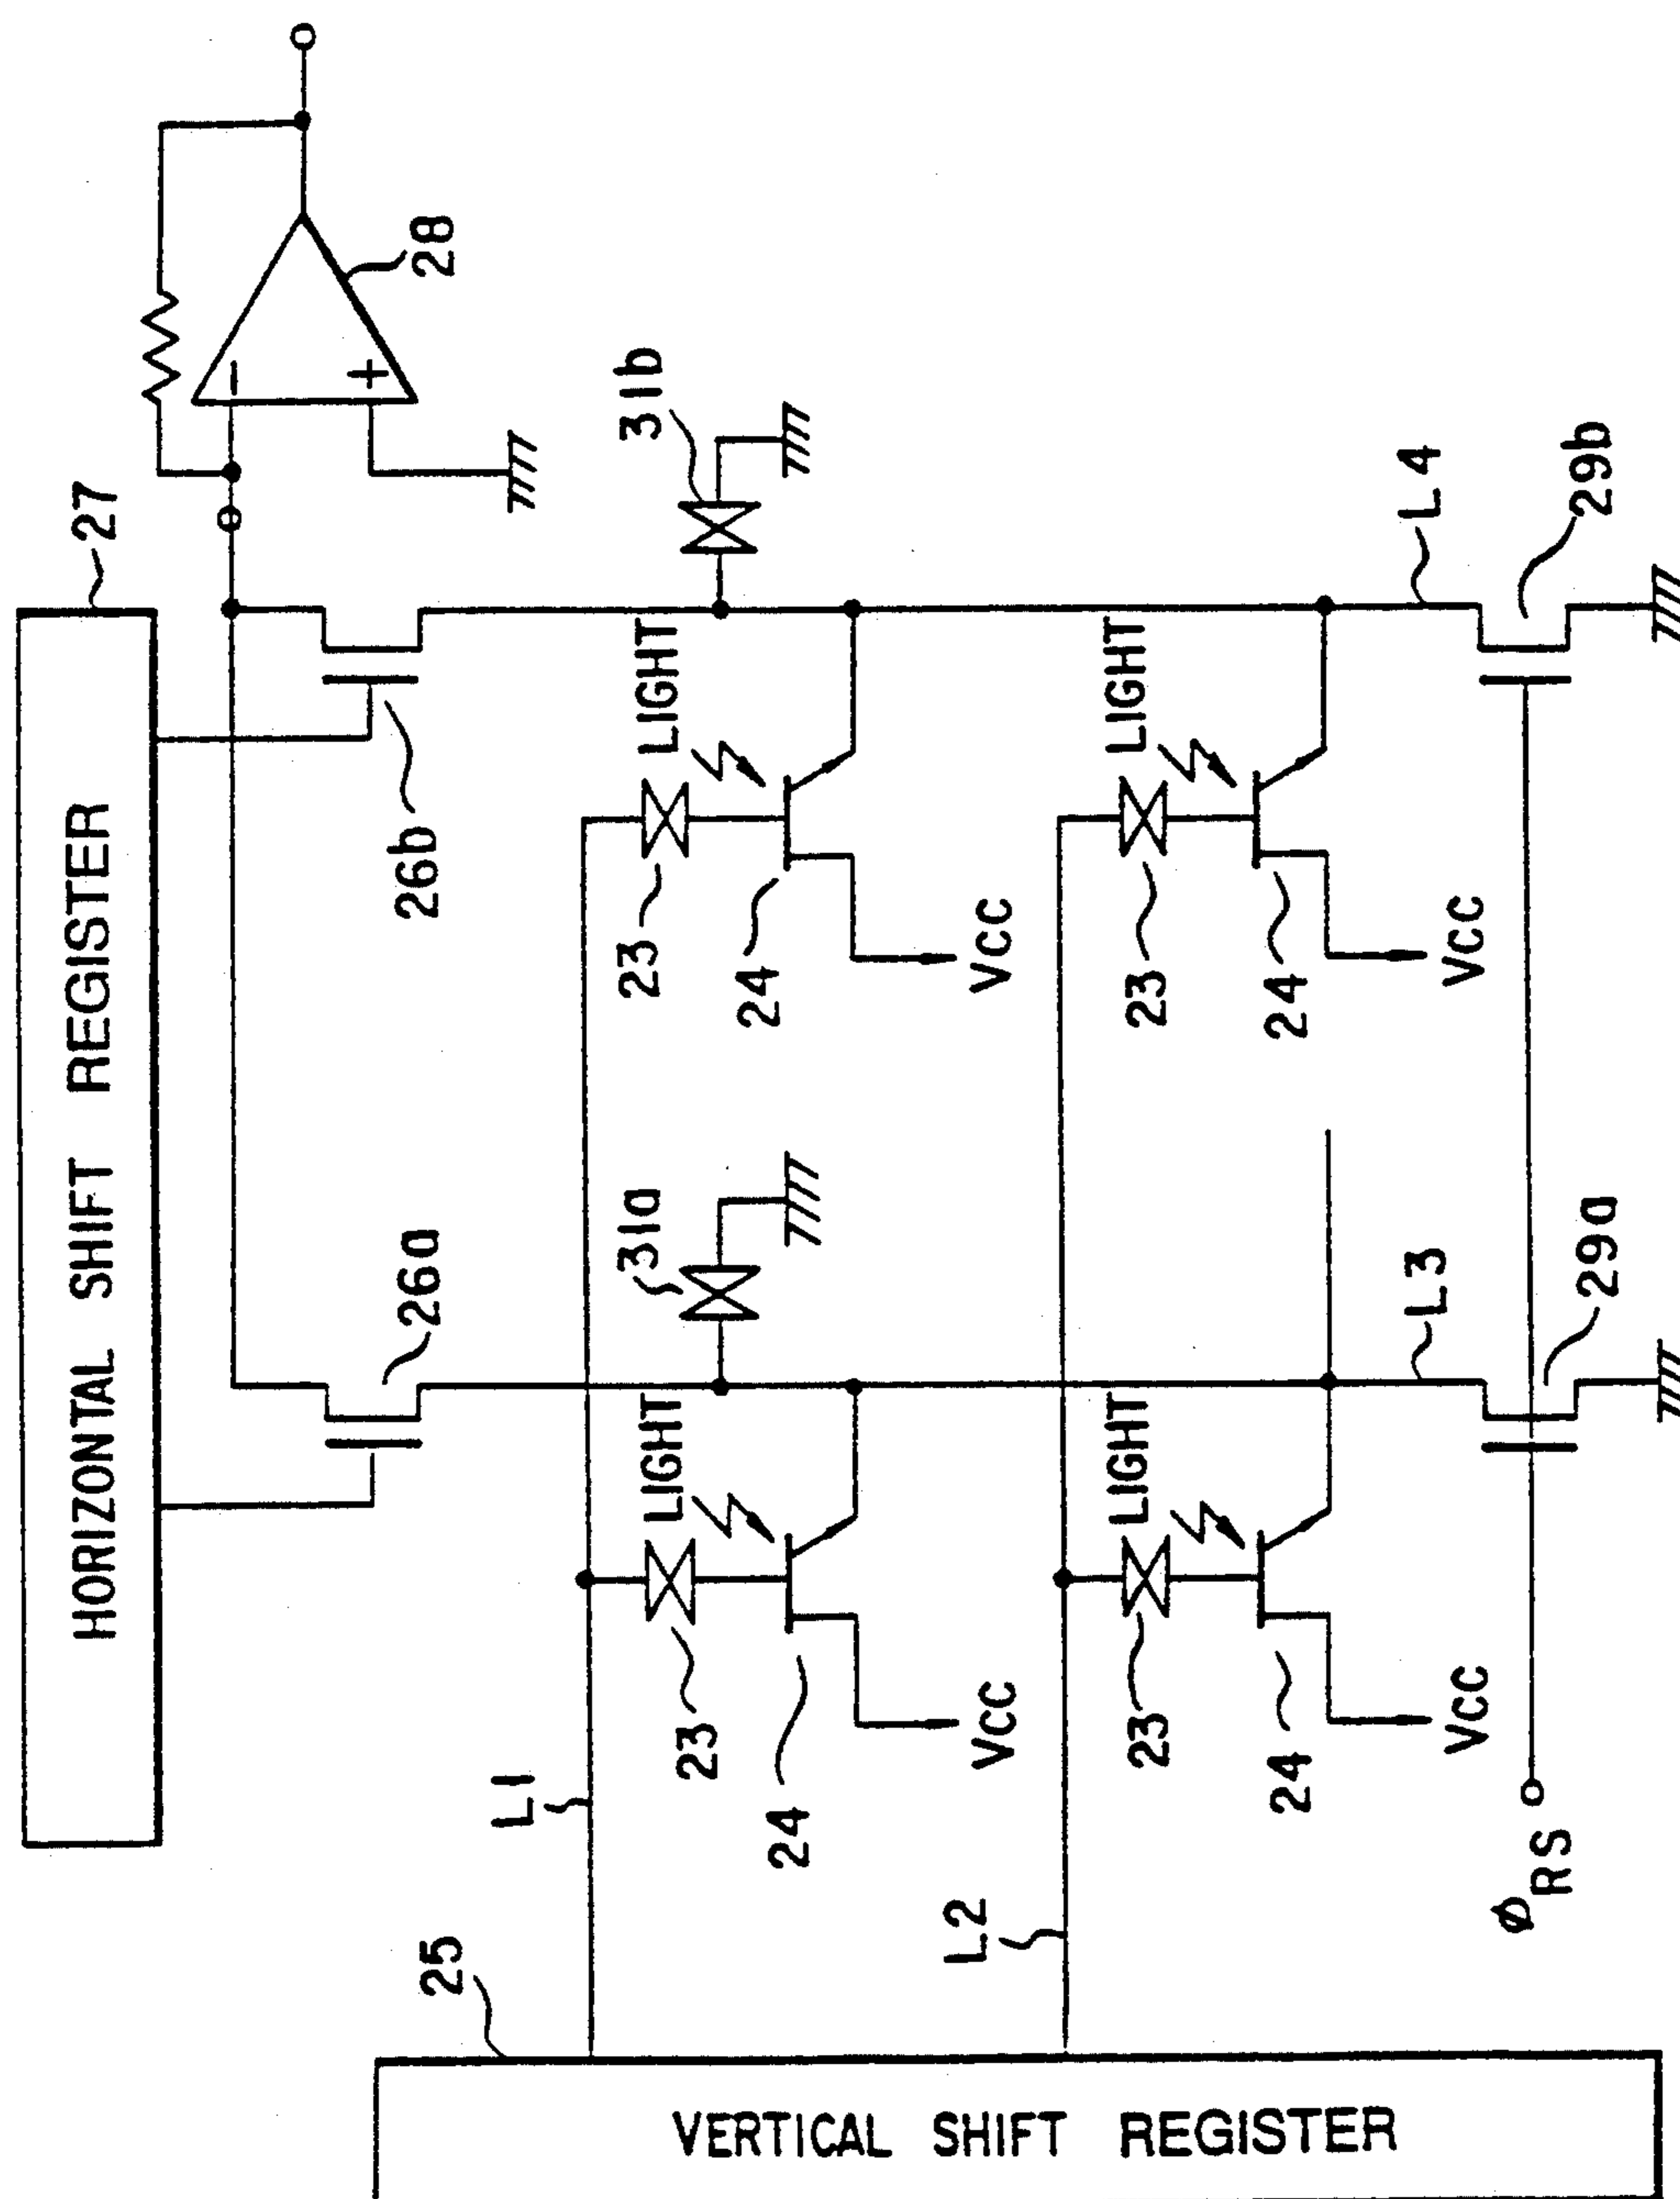 HORIZONTAL SHIFT REGISTER
27
28
26a
26b
31a
31b
25
L1
LIGHT
23
24
VCC
LIGHT
23
24
VCC
VERTICAL SHIFT REGISTER
L2
LIGHT
23
24
VCC
LIGHT
23
24
VCC
L3
L4
29a
29b
ØRS
−
+